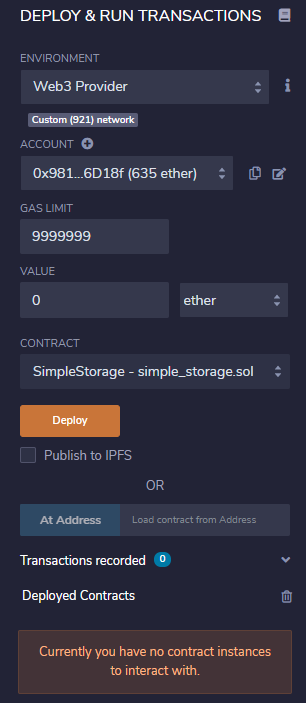 DEPLOY & RUN TRANSACTIONS
ENVIRONMENT
Web3 Provider
Custom (921) network
ACCOUNT
0x981...6D18f (635 ether)
GAS LIMIT
9999999
VALUE
0
ether
CONTRACT
SimpleStorage - simple_storage.sol
Deploy
Publish to IPFS
OR
At Address
Load contract from Address
Transactions recorded 0
Deployed Contracts
Currently you have no contract instances
to interact with.